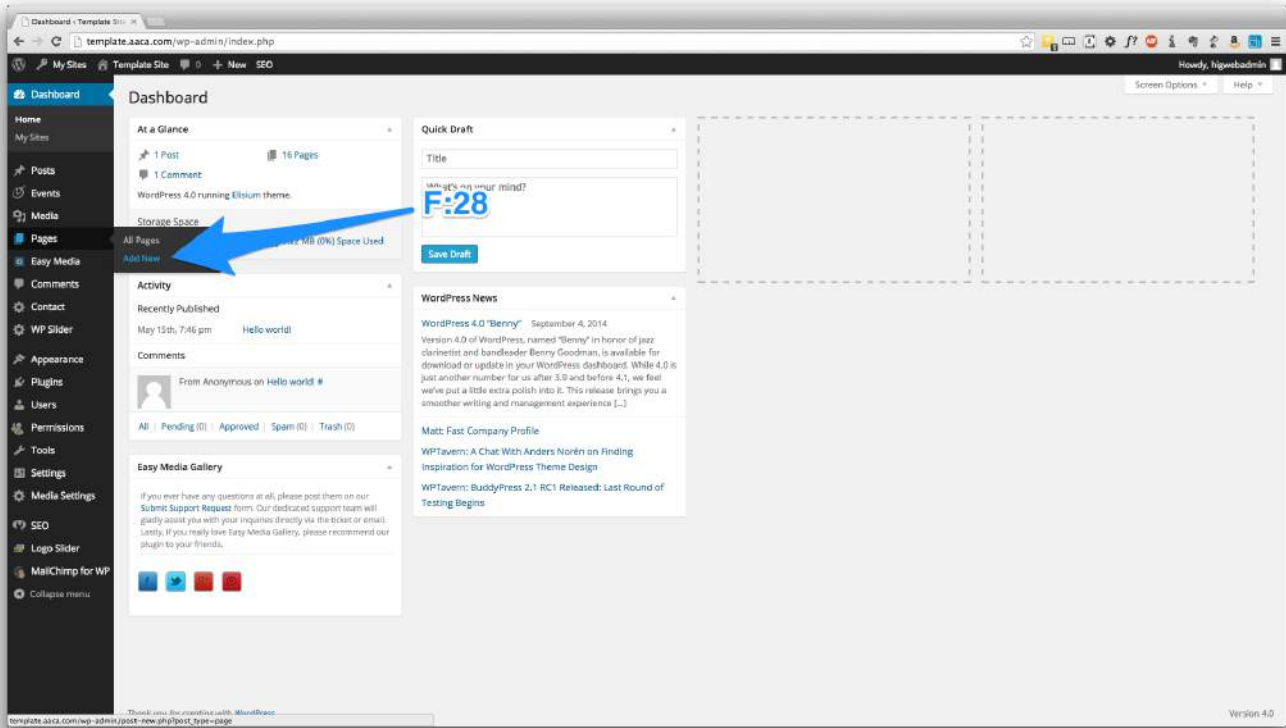 Dashboard ‹ Template Sit
template.aaca.com/wp-admin/index.php
My Sites Template Site 0 + New SEO
Howdy, higwebadmin
Screen Options Help
Dashboard
Home
My Sites
Posts
Events
Media
Pages
All Pages
Add New
Easy Media
Comments
Contact
WP Slider
Appearance
Plugins
Users
Permissions
Tools
Settings
Media Settings
SEO
Logo Slider
MailChimp for WP
Collapse menu
Dashboard
At a Glance
1 Post 16 Pages
1 Comment
WordPress 4.0 running Elisium theme.
Storage Space
MB (0%) Space Used
Activity
Recently Published
May 15th, 7:46 pm Hello world!
Comments
From Anonymous on Hello world! #
All | Pending (0) | Approved | Spam (0) | Trash (0)
Easy Media Gallery
If you ever have any questions at all, please post them on our
Submit Support Request form. Our dedicated support team will
gladly assist you with your inquiries directly via the ticket or email.
Lastly, if you really love Easy Media Gallery, please recommend our
plugin to your friends.
Quick Draft
Title
What's on your mind?
F:28
Save Draft
WordPress News
WordPress 4.0 "Benny" September 4, 2014
Version 4.0 of WordPress, named "Benny" in honor of jazz
clarinetist and bandleader Benny Goodman, is available for
download or update in your WordPress dashboard. While 4.0 is
just another number for us after 3.9 and before 4.1, we feel
we've put a little extra polish into it. This release brings you a
smoother writing and management experience [...]
Matt: Fast Company Profile
WPTavern: A Chat With Anders Norén on Finding
Inspiration for WordPress Theme Design
WPTavern: BuddyPress 2.1 RC1 Released: Last Round of
Testing Begins
Thank you for creating with WordPress
Version 4.0
template.aaca.com/wp-admin/post-new.php?post_type=page